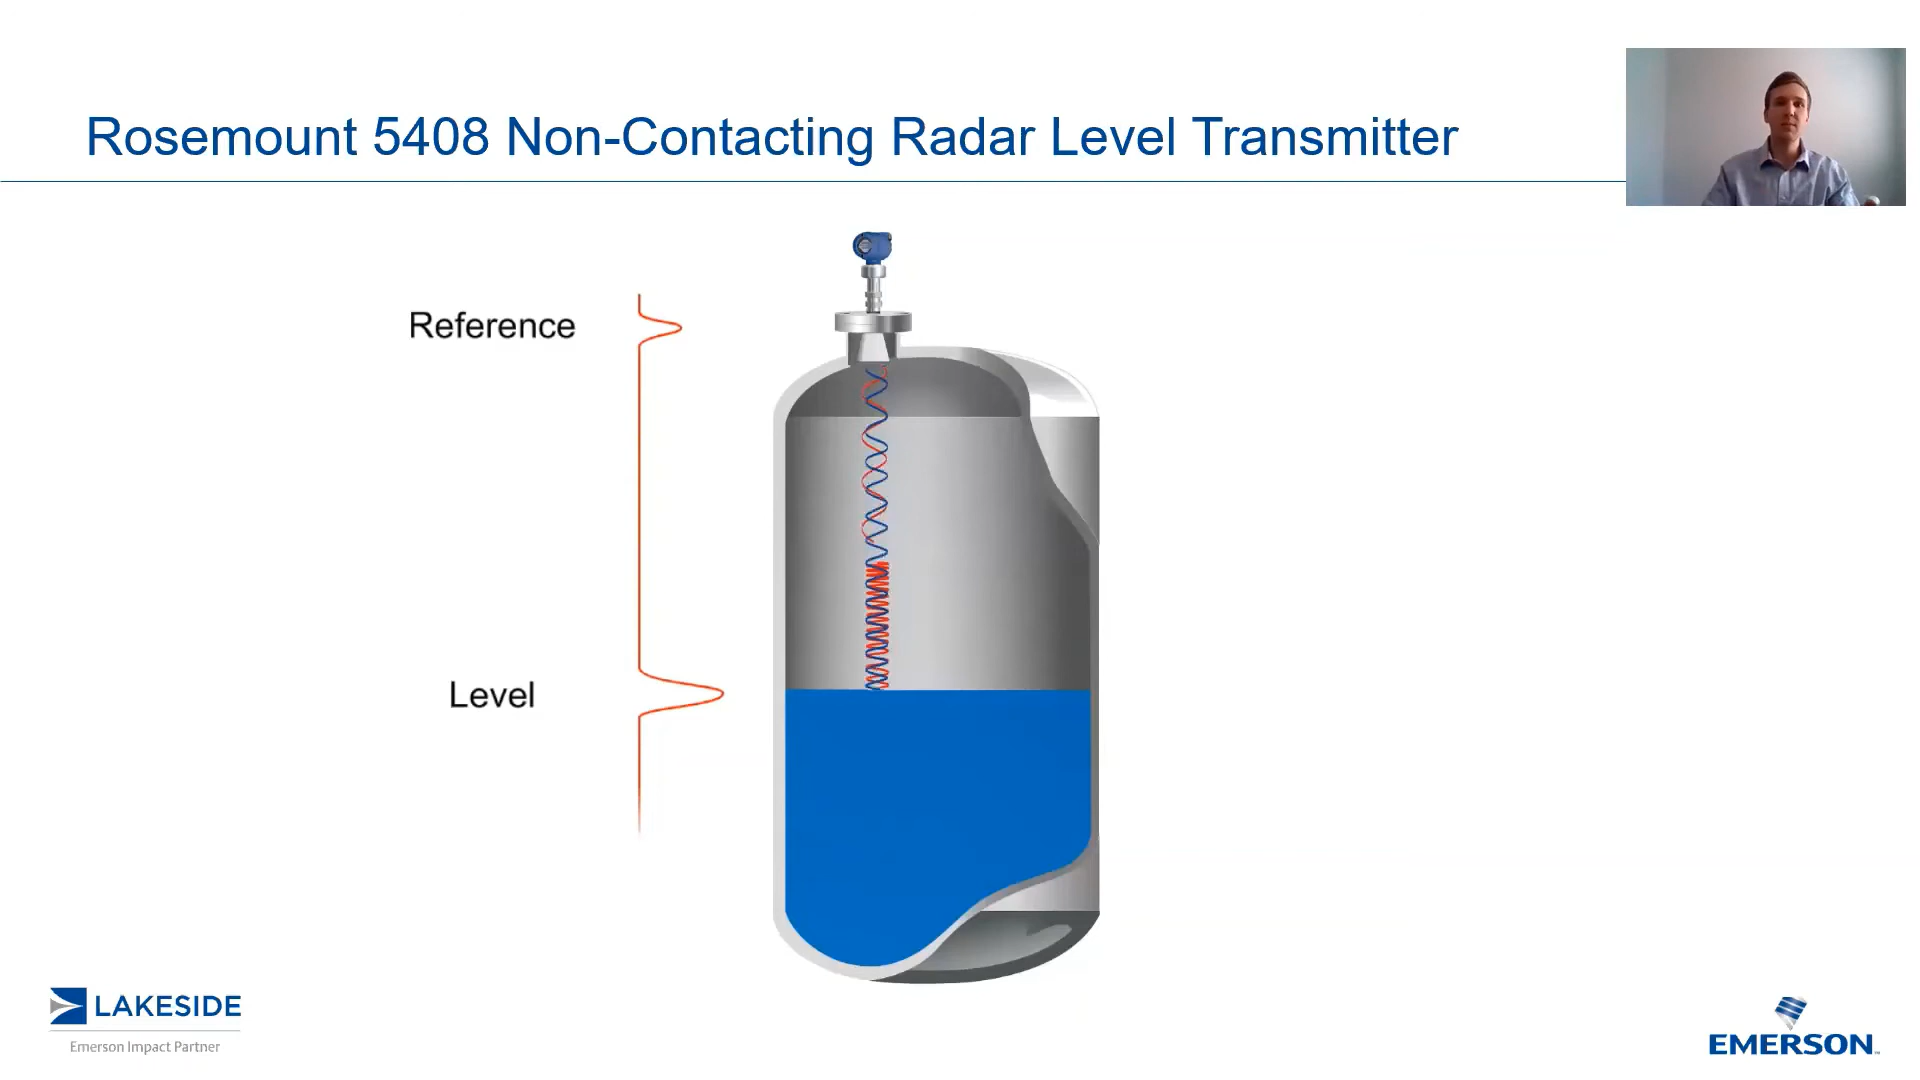 Rosemount 5408 Non-Contacting Radar Level Transmitter
Reference
Level
LAKESIDE
Emerson Impact Partner
EMERSON